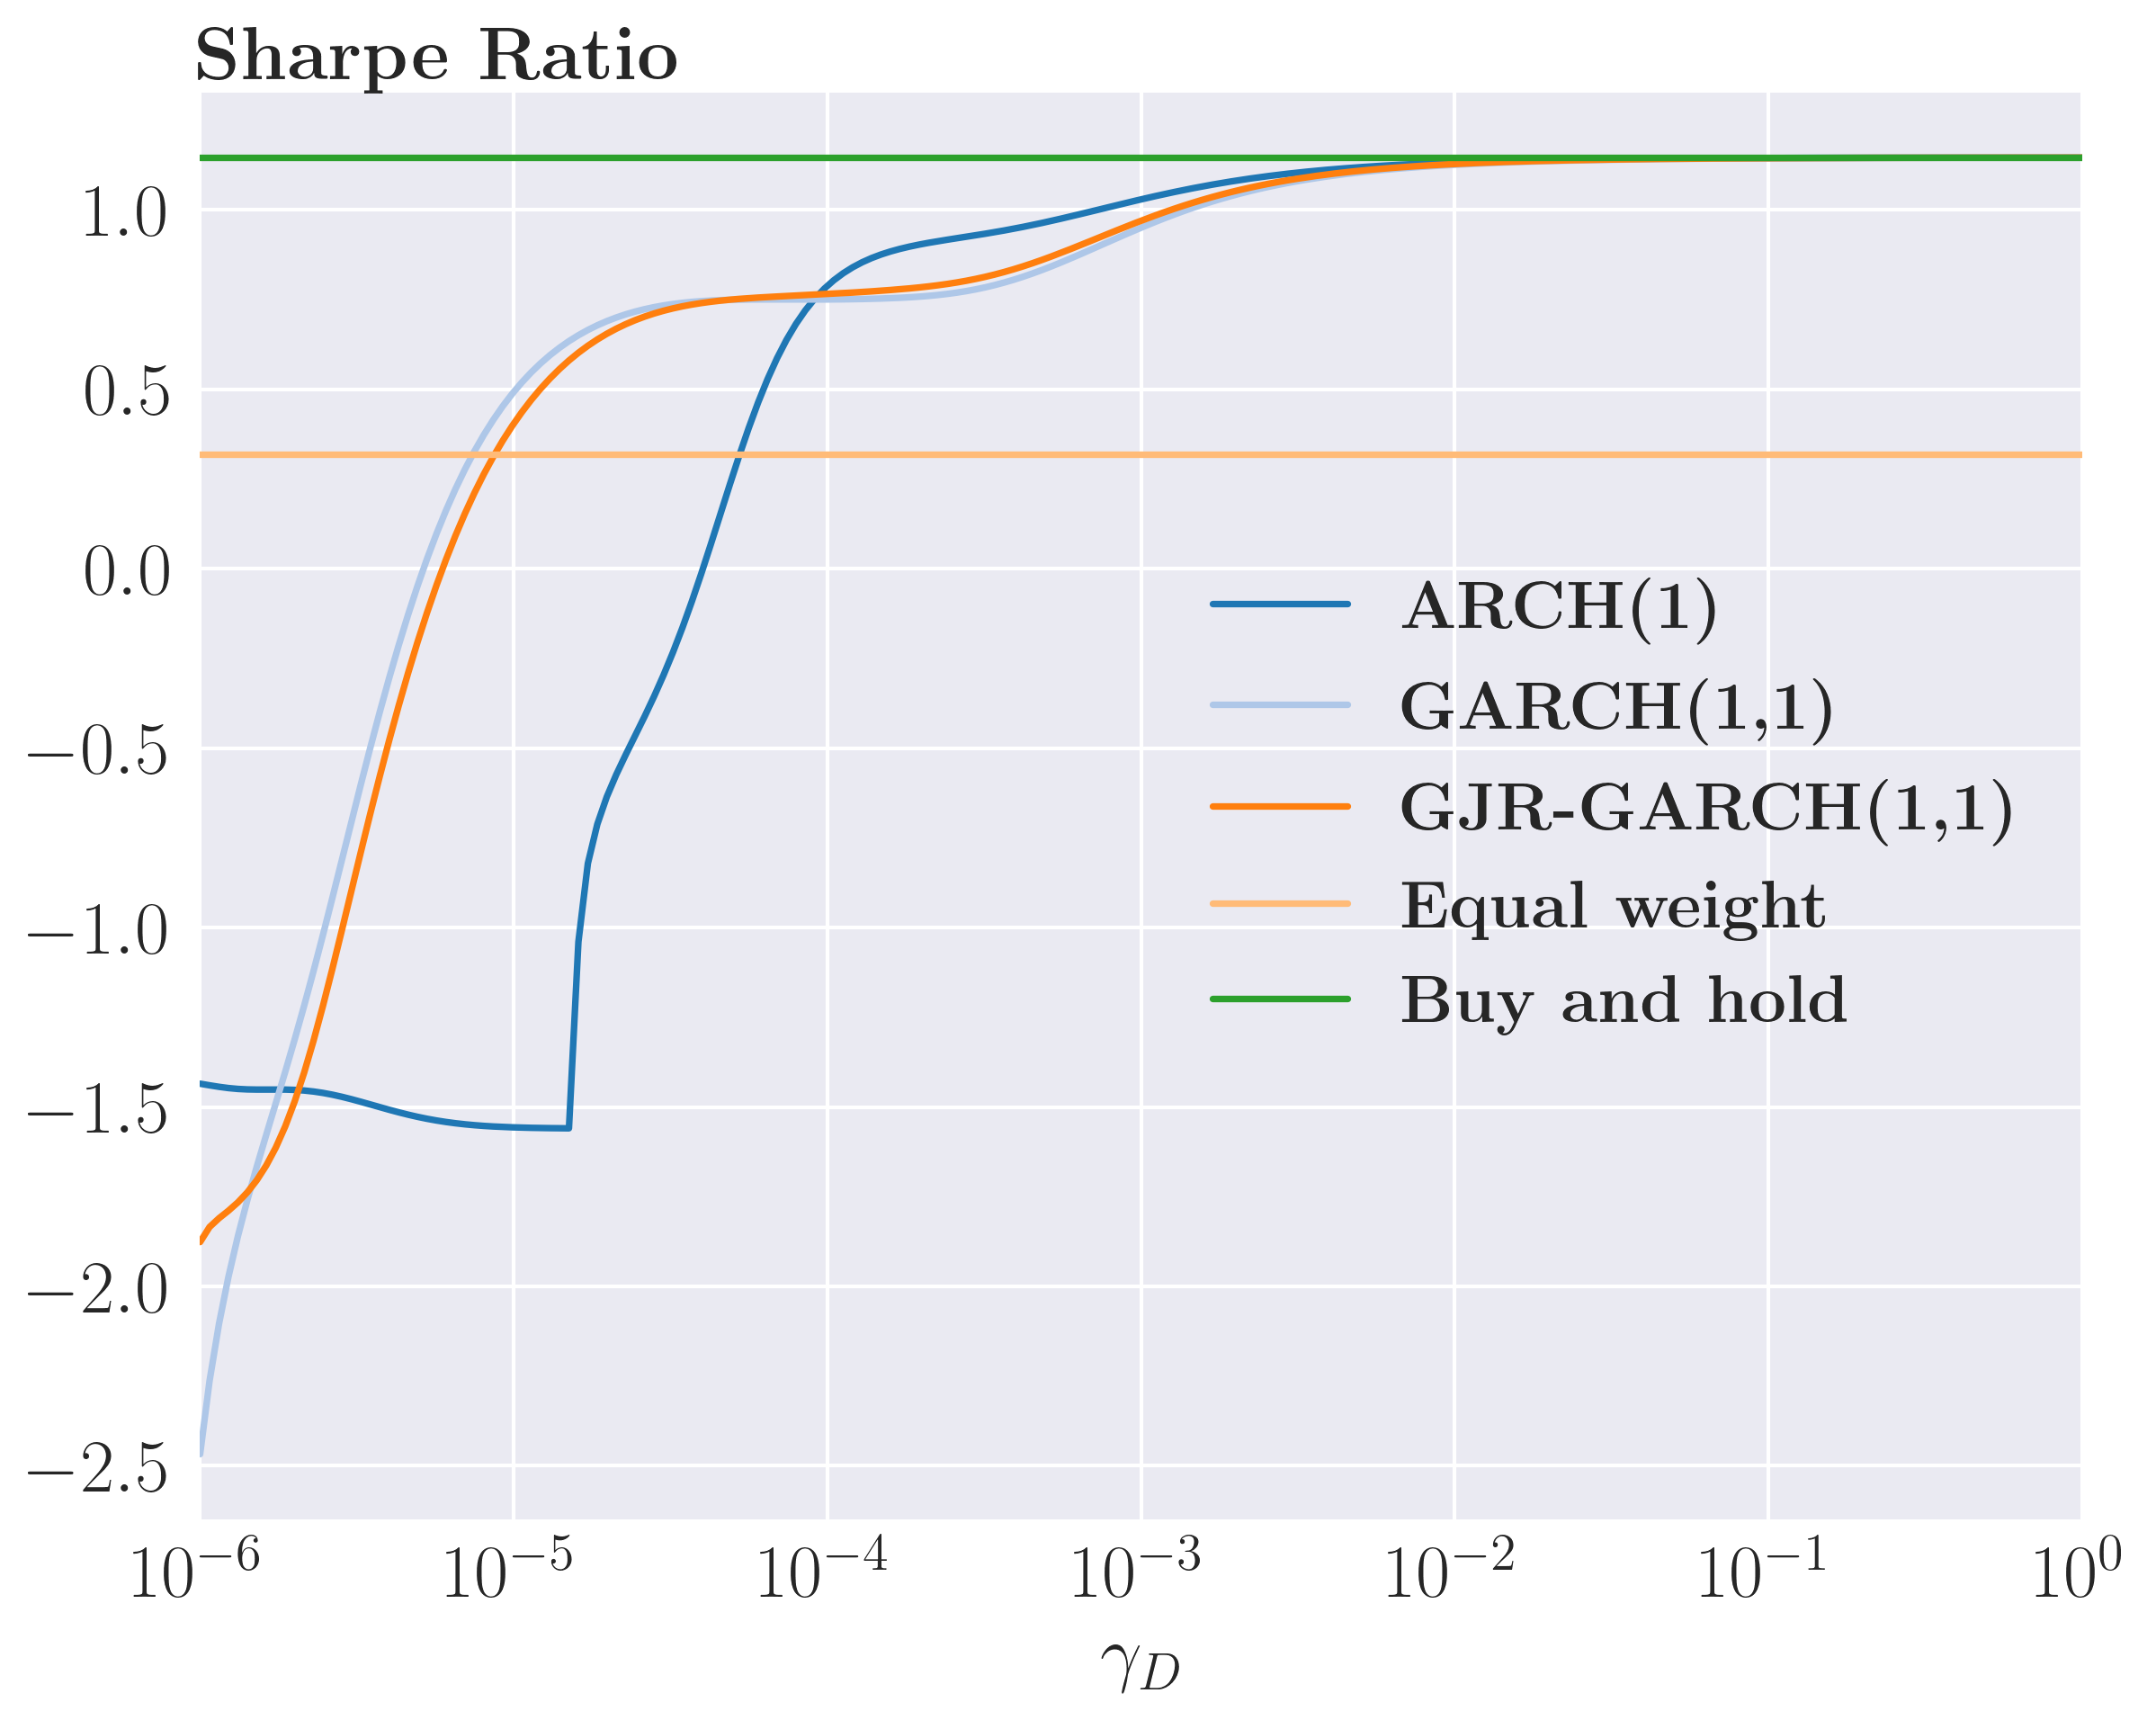 Sharpe Ratio
1.0
0.5
0.0
−0.5
−1.0
−1.5
−2.0
−2.5
ARCH(1)
GARCH(1,1)
GJR-GARCH(1,1)
Equal weight
Buy and hold
10⁻⁶ 10⁻⁵ 10⁻⁴ 10⁻³ 10⁻² 10⁻¹ 10⁰
γ_D